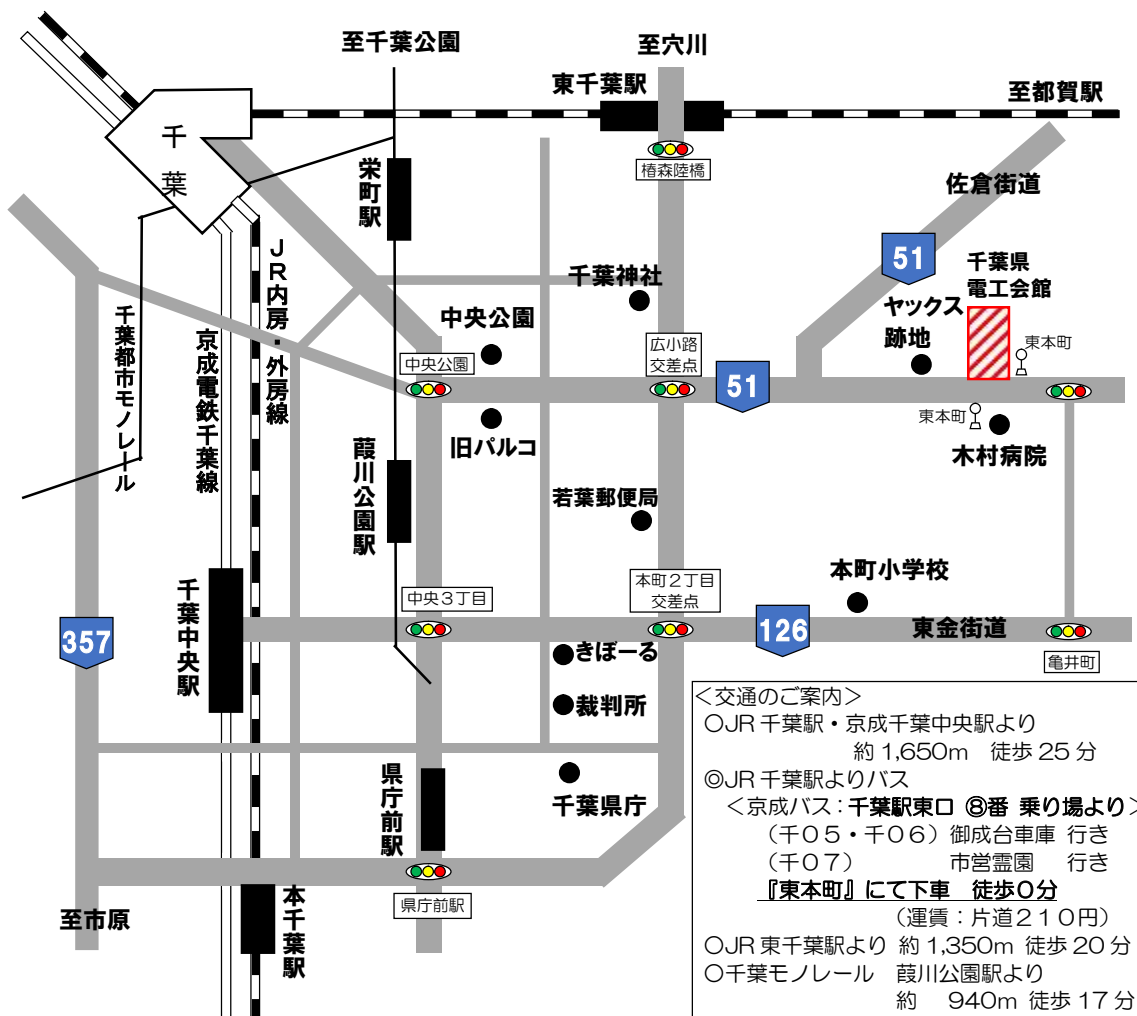 至千葉公園
至穴川
東千葉駅
至都賀駅
千葉
栄町駅
椿森陸橋
佐倉街道
51
千葉県
電工会館
ヤックス
跡地
東本町
千葉神社
中央公園
中央公園
広小路
交差点
51
東本町
木村病院
旧パルコ
JR内房・外房線
京成電鉄千葉線
千葉都市モノレール
葭川公園駅
若葉郵便局
本町小学校
中央3丁目
本町2丁目
交差点
126
東金街道
亀井町
357
千葉中央駅
きぼーる
裁判所
千葉県庁
県庁前駅
県庁前駅
本千葉駅
至市原
<交通のご案内>
○JR千葉駅・京成千葉中央駅より
約1,650m 徒歩25分
◎JR千葉駅よりバス
<京成バス:千葉駅東口 ⑧番 乗り場より>
(千05・千06)御成台車庫 行き
(千07) 市営霊園 行き
『東本町』にて下車 徒歩0分
(運賃:片道210円)
○JR東千葉駅より 約1,350m 徒歩20分
○千葉モノレール 葭川公園駅より
約 940m 徒歩17分